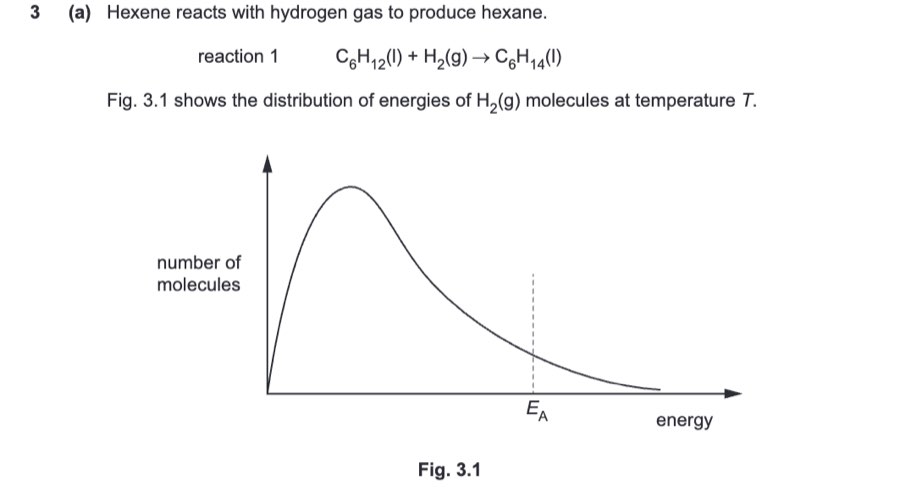 3 (a) Hexene reacts with hydrogen gas to produce hexane.
reaction 1 C₆H₁₂(l) + H₂(g) → C₆H₁₄(l)
Fig. 3.1 shows the distribution of energies of H₂(g) molecules at temperature T.
number of
molecules
E_A
energy
Fig. 3.1